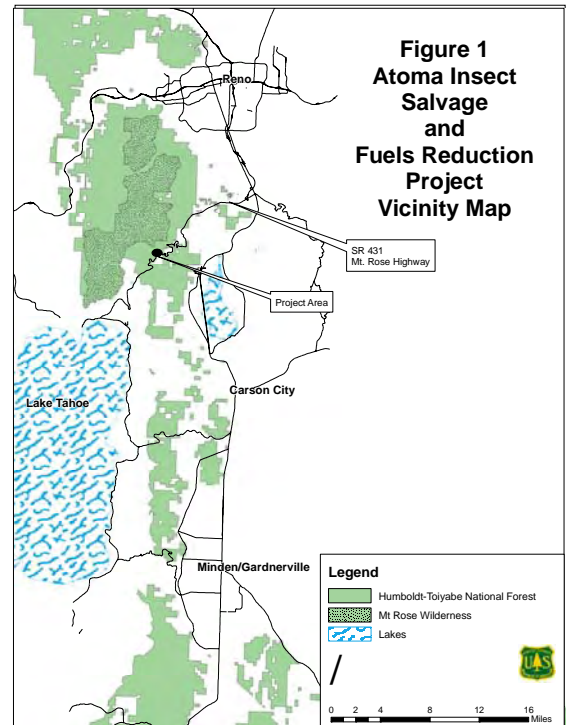 Figure 1
Atoma Insect
Salvage
and
Fuels Reduction
Project
Vicinity Map
Reno
SR 431
Mt. Rose Highway
Project Area
Carson City
Lake Tahoe
Minden/Gardnerville
Legend
Humboldt-Toiyabe National Forest
Mt Rose Wilderness
Lakes
/
U S
0 2 4 8 12 16
Miles